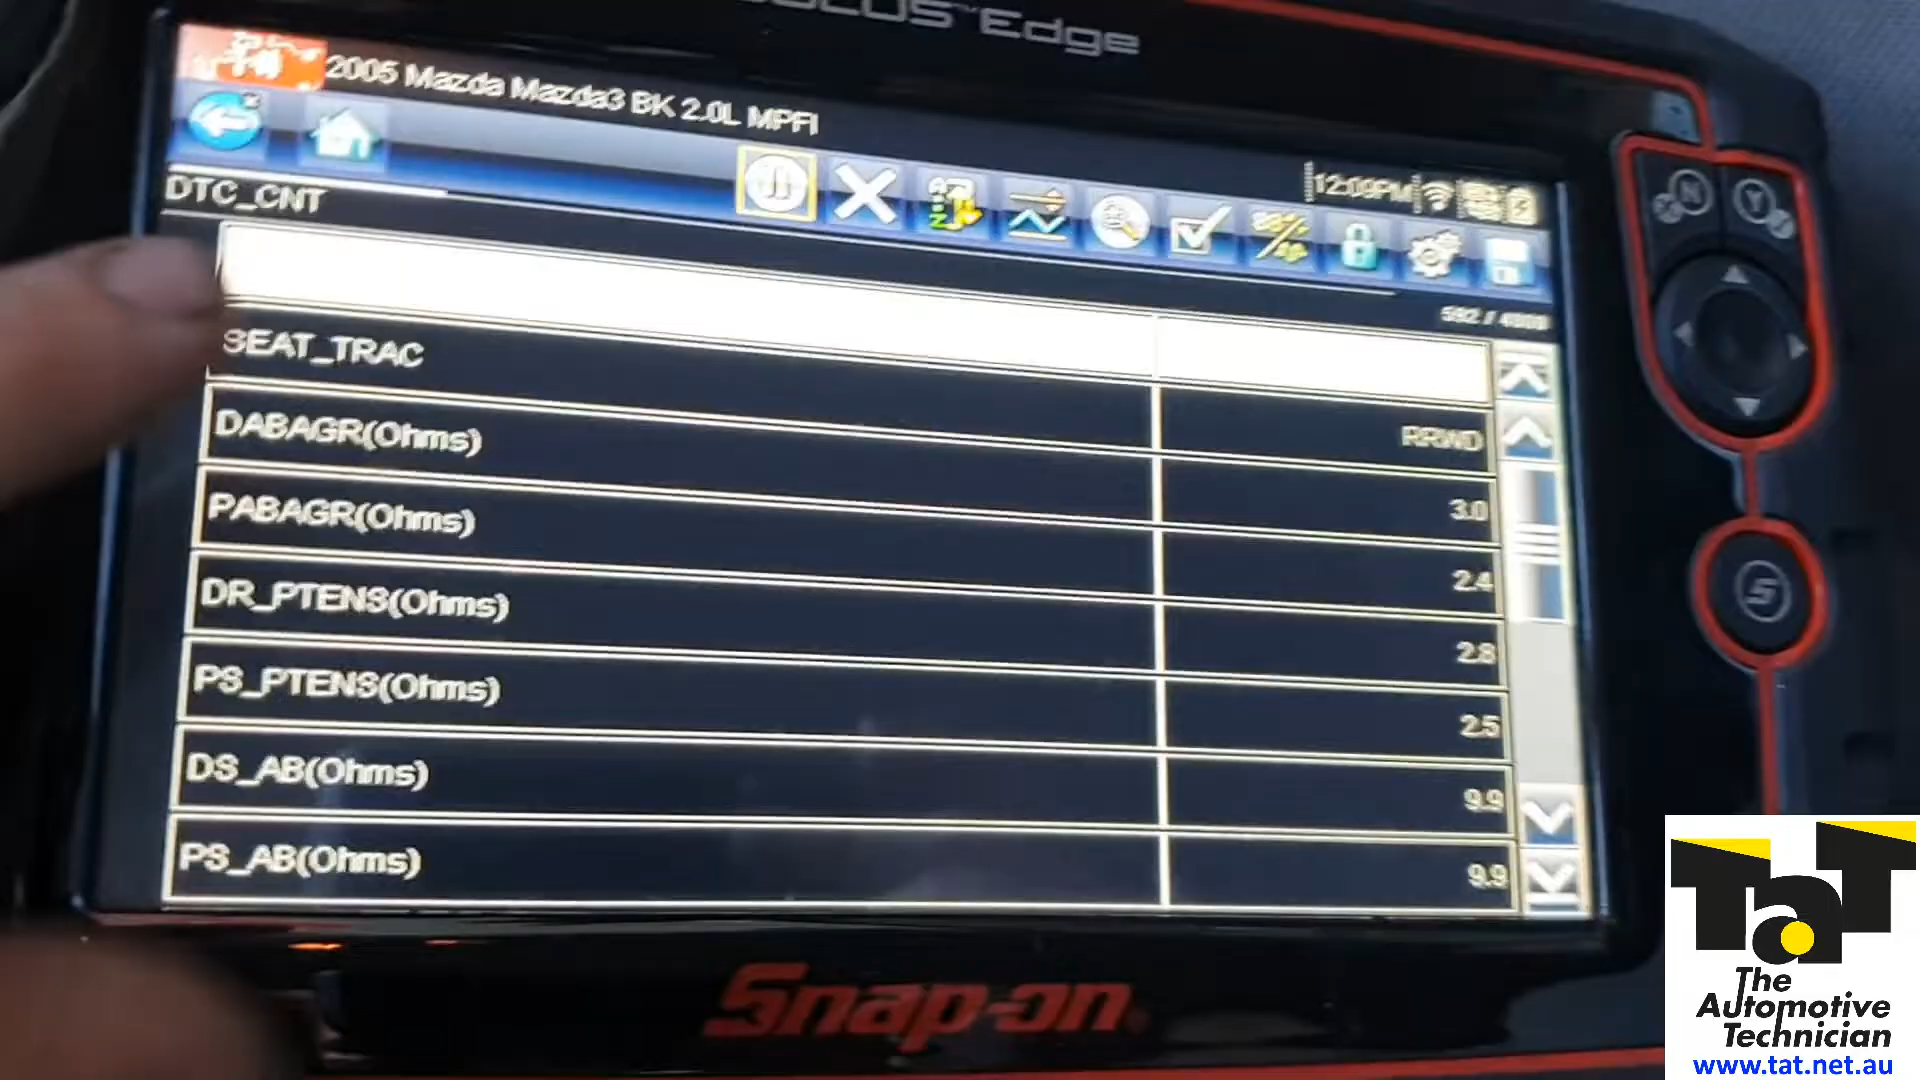 Edge
2005 Mazda Mazda3 BK 2.0L MPFI
12:09PM
DTC_CNT
SEAT_TRAC RRWD
DABAGR(Ohms) 3.0
PABAGR(Ohms) 2.4
DR_PTENS(Ohms) 2.8
PS_PTENS(Ohms) 2.5
DS_AB(Ohms) 9.9
PS_AB(Ohms) 9.9
N
Y
S
Snap-on
TaT
The
Automotive
Technician
www.tat.net.au